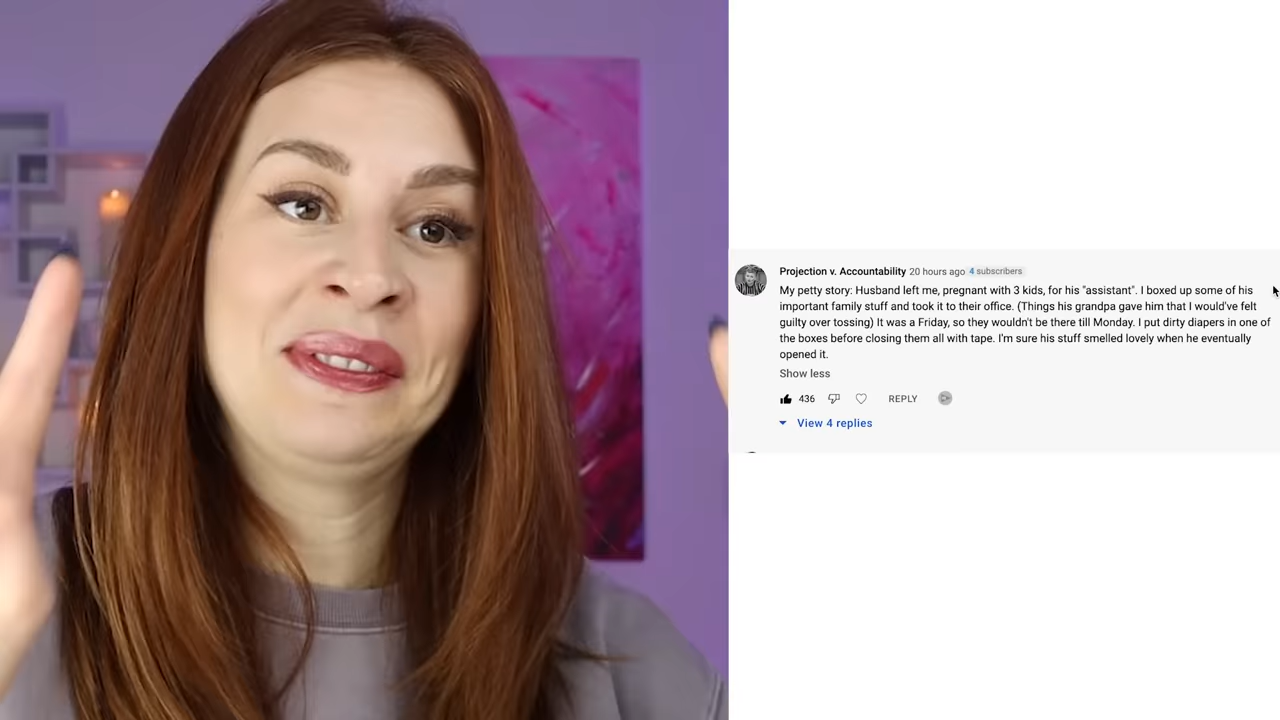 Projection v. Accountability 20 hours ago 4 subscribers
My petty story: Husband left me, pregnant with 3 kids, for his "assistant". I boxed up some of his
important family stuff and took it to their office. (Things his grandpa gave him that I would've felt
guilty over tossing) It was a Friday, so they wouldn't be there till Monday. I put dirty diapers in one of
the boxes before closing them all with tape. I'm sure his stuff smelled lovely when he eventually
opened it.
Show less
436 REPLY
View 4 replies